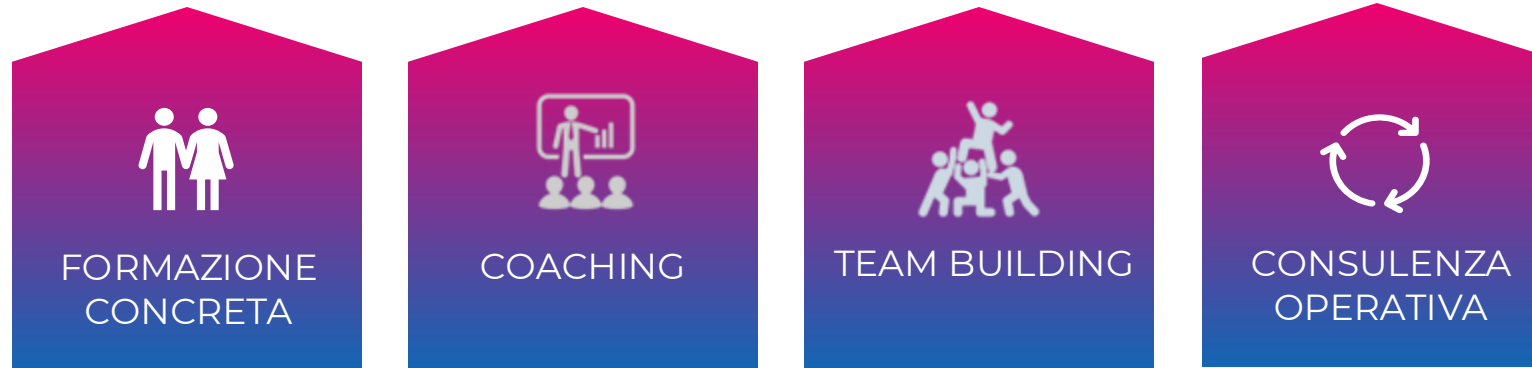 FORMAZIONE
CONCRETA
COACHING
TEAM BUILDING
CONSULENZA
OPERATIVA